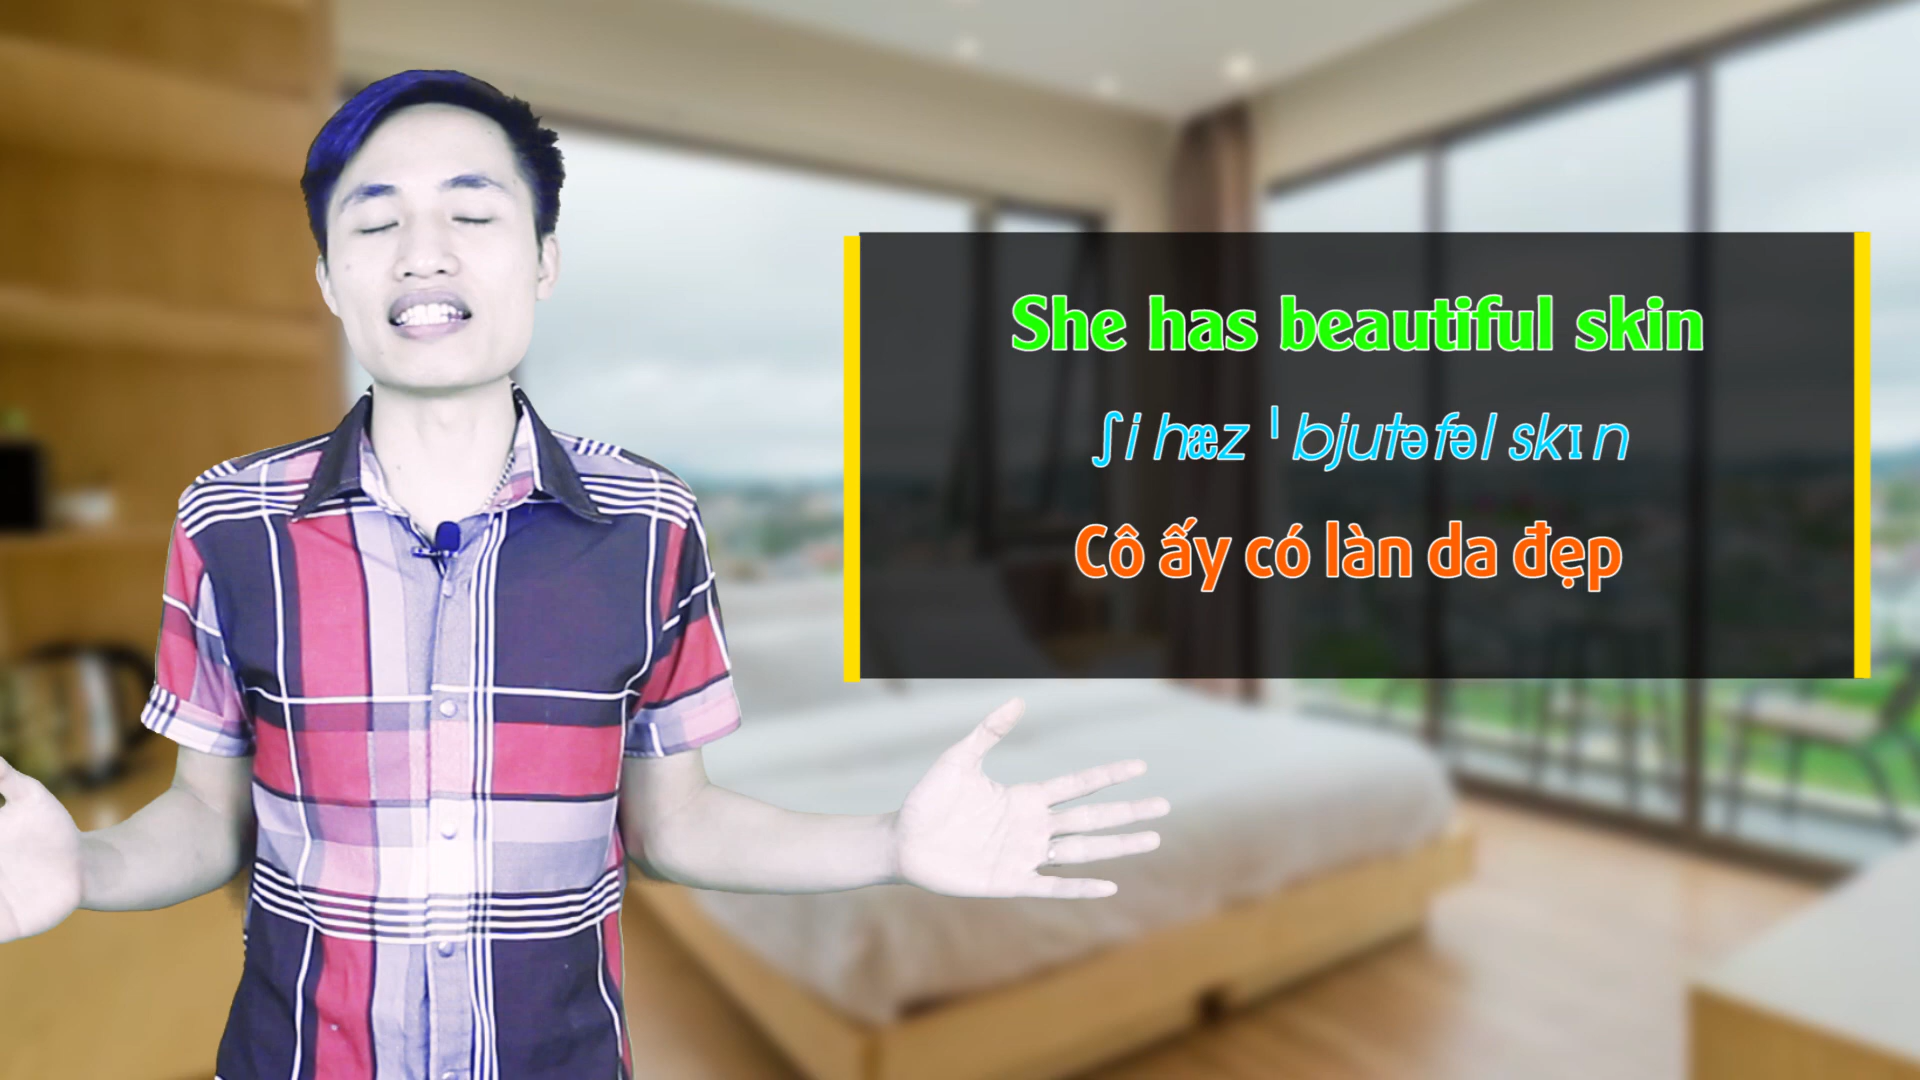 She has beautiful skin
ʃi hæz ˈbjutəfəl skɪn
Cô ấy có làn da đẹp